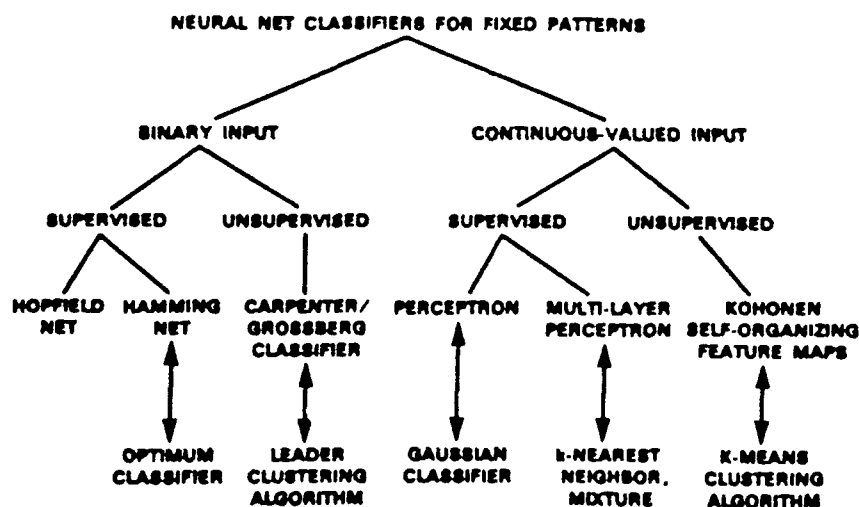 NEURAL NET CLASSIFIERS FOR FIXED PATTERNS
BINARY INPUT
CONTINUOUS-VALUED INPUT
SUPERVISED
UNSUPERVISED
SUPERVISED
UNSUPERVISED
HOPFIELD
NET
HAMMING
NET
CARPENTER/
GROSSBERG
CLASSIFIER
PERCEPTRON
MULTI-LAYER
PERCEPTRON
KOHONEN
SELF-ORGANIZING
FEATURE MAPS
OPTIMUM
CLASSIFIER
LEADER
CLUSTERING
ALGORITHM
GAUSSIAN
CLASSIFIER
k-NEAREST
NEIGHBOR,
MIXTURE
K-MEANS
CLUSTERING
ALGORITHM